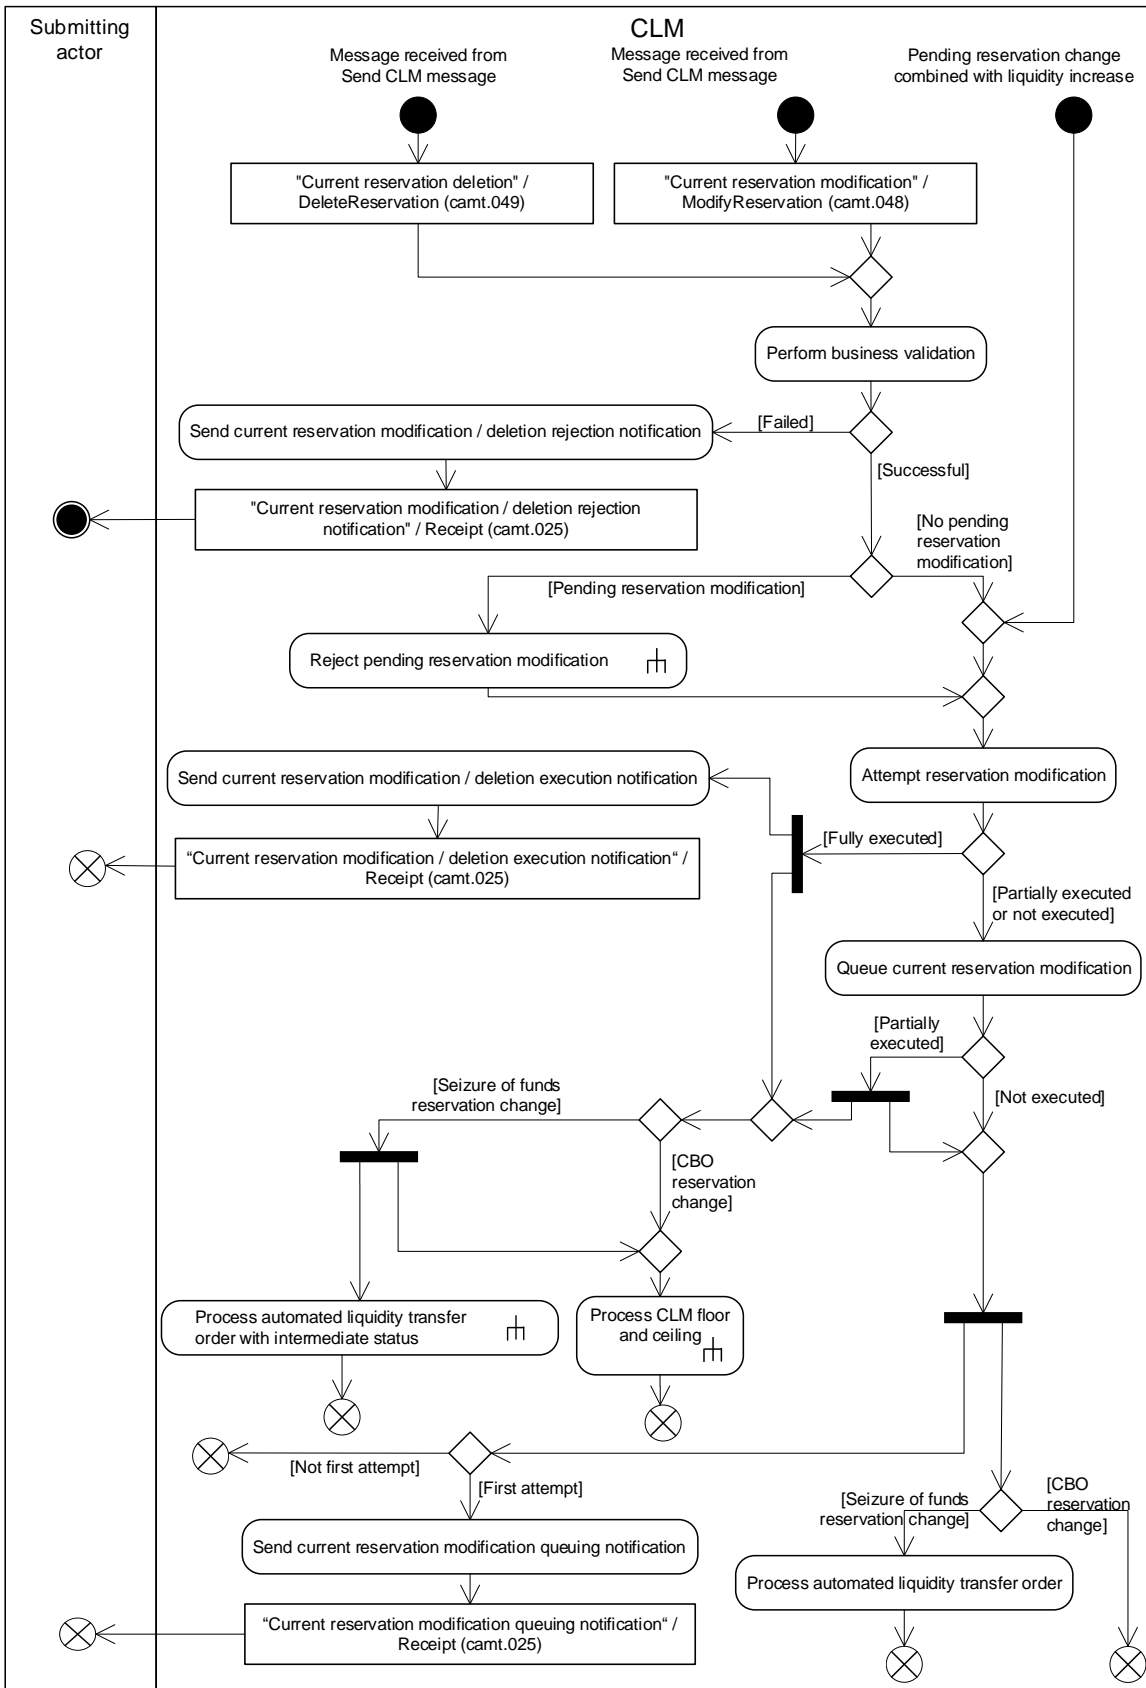 Submitting
actor
CLM
Message received from
Send CLM message
Message received from
Send CLM message
Pending reservation change
combined with liquidity increase
"Current reservation deletion" /
DeleteReservation (camt.049)
"Current reservation modification" /
ModifyReservation (camt.048)
Perform business validation
[Failed]
Send current reservation modification / deletion rejection notification
[Successful]
"Current reservation modification / deletion rejection
notification" / Receipt (camt.025)
[No pending
reservation
modification]
[Pending reservation modification]
Reject pending reservation modification
Send current reservation modification / deletion execution notification
Attempt reservation modification
[Fully executed]
“Current reservation modification / deletion execution notification“ /
Receipt (camt.025)
[Partially executed
or not executed]
Queue current reservation modification
[Partially
executed]
[Not executed]
[Seizure of funds
reservation change]
[CBO
reservation
change]
Process automated liquidity transfer
order with intermediate status
Process CLM floor
and ceiling
[Not first attempt]
[First attempt]
[Seizure of funds
reservation change]
[CBO
reservation
change]
Send current reservation modification queuing notification
Process automated liquidity transfer order
“Current reservation modification queuing notification“ /
Receipt (camt.025)